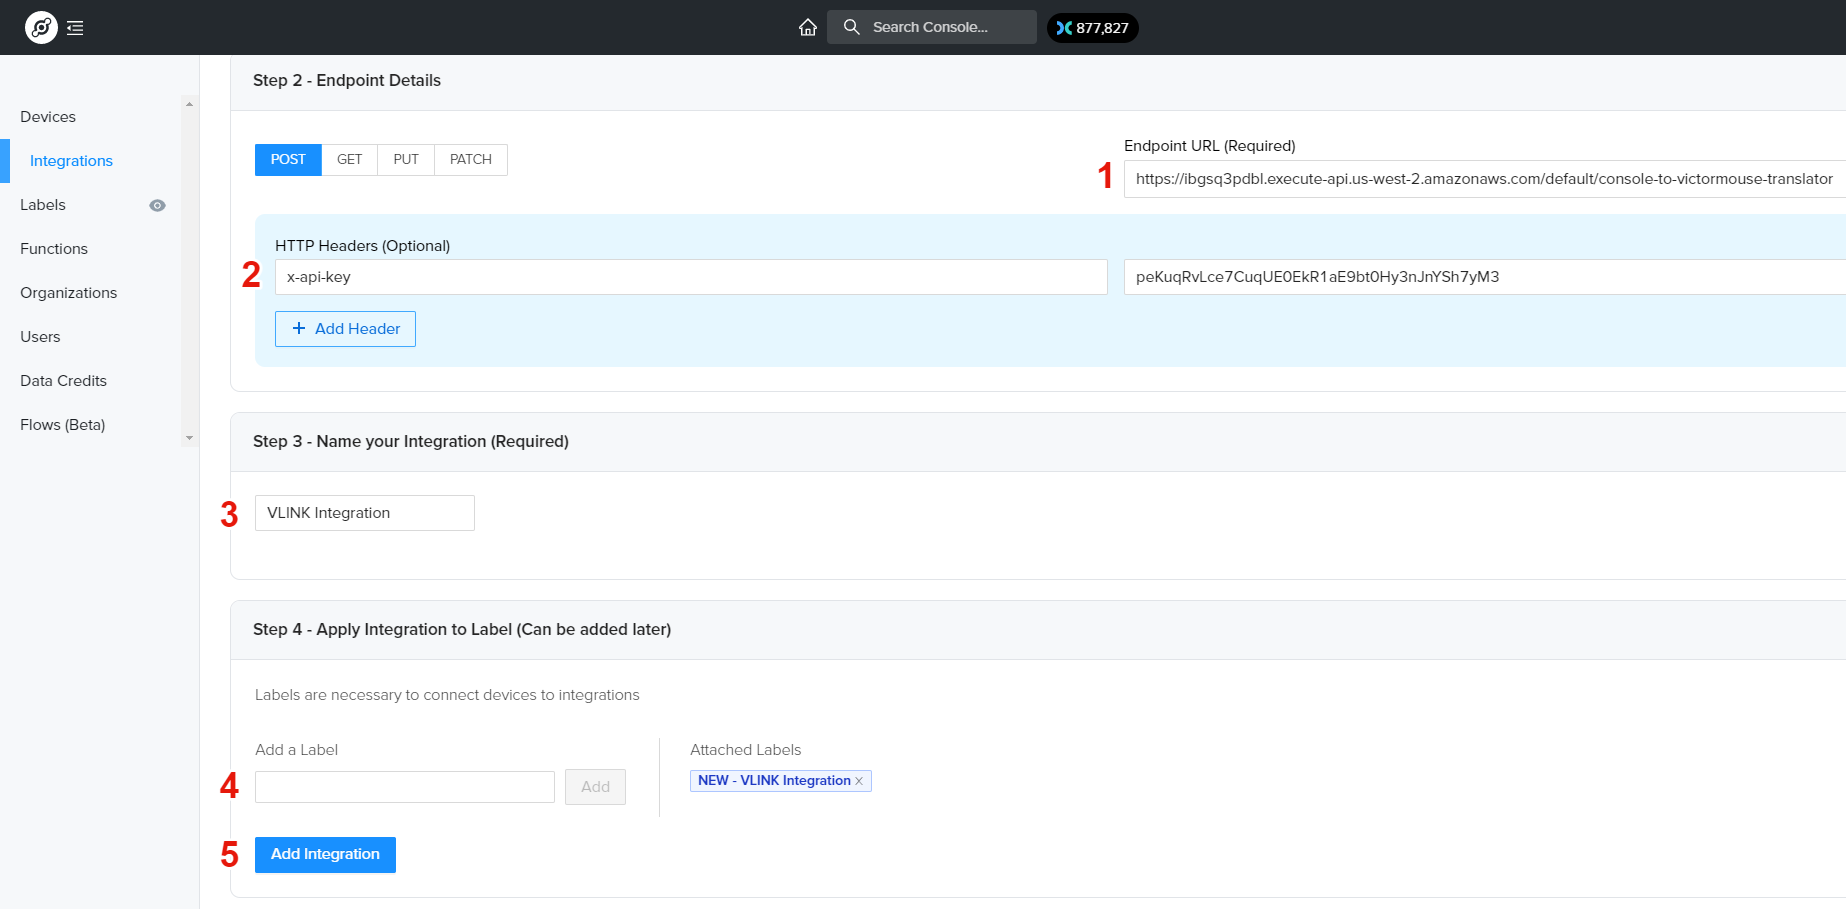 Search Console...
877,827
Devices
Integrations
Labels
Functions
Organizations
Users
Data Credits
Flows (Beta)
Step 2 - Endpoint Details
POST GET PUT PATCH
Endpoint URL (Required)
1
https://ibgsq3pdbl.execute-api.us-west-2.amazonaws.com/default/console-to-victormouse-translator
HTTP Headers (Optional)
2
x-api-key
peKuqRvLce7CuqUE0EkR1aE9bt0Hy3nJnYSh7yM3
+ Add Header
Step 3 - Name your Integration (Required)
3
VLINK Integration
Step 4 - Apply Integration to Label (Can be added later)
Labels are necessary to connect devices to integrations
Add a Label
4
Add
Attached Labels
NEW - VLINK Integration ×
5
Add Integration